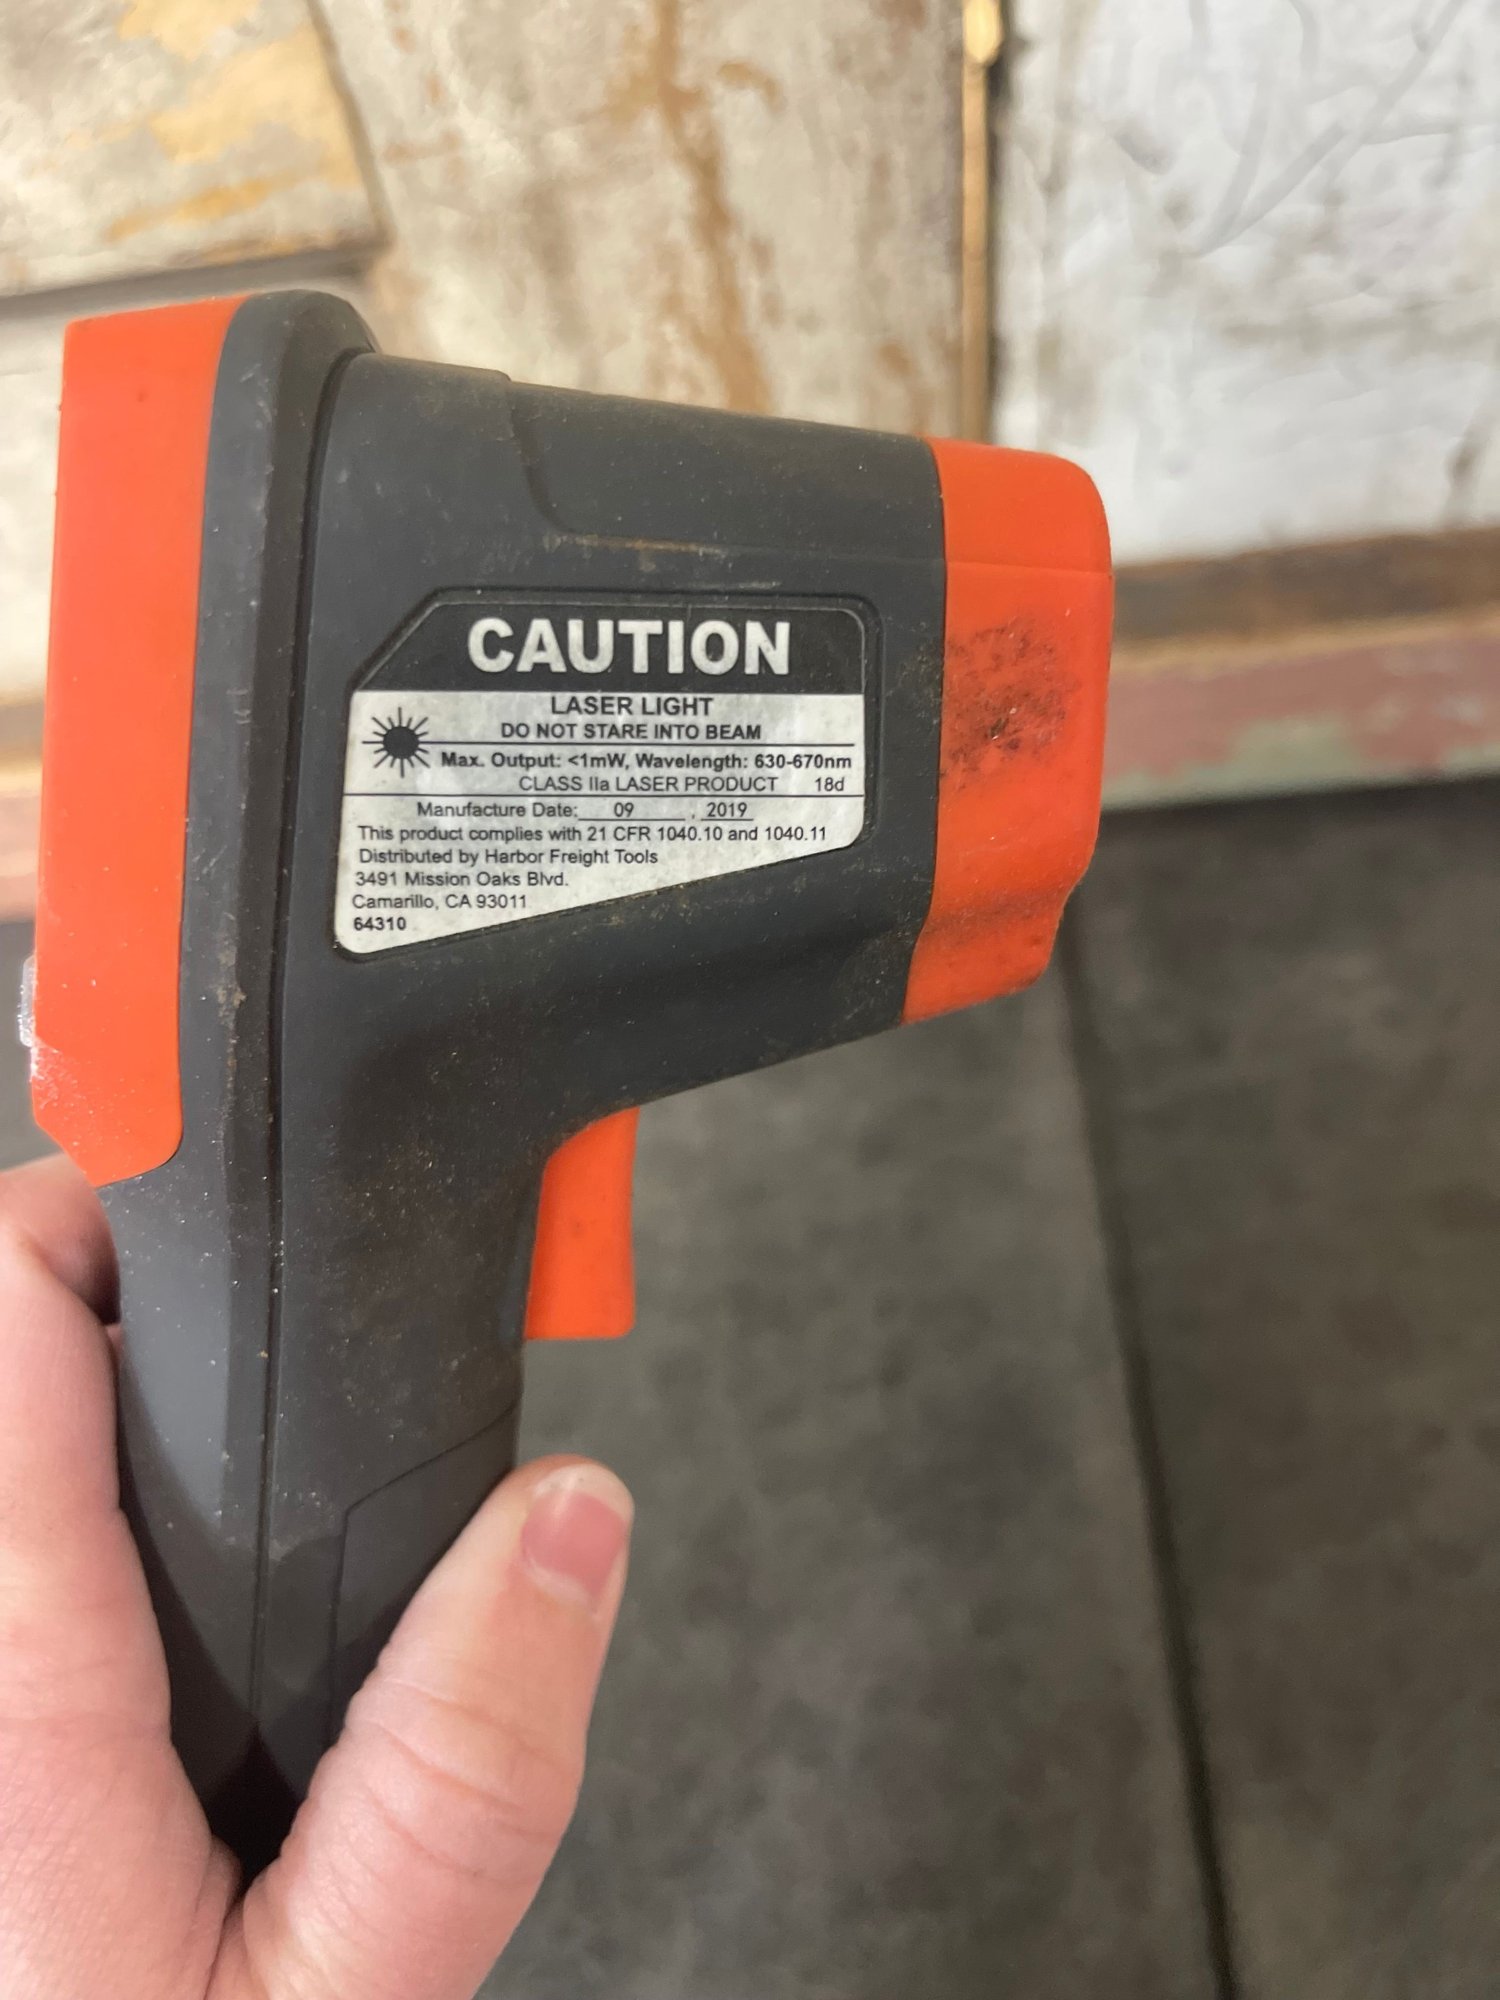 CAUTION
LASER LIGHT
DO NOT STARE INTO BEAM
Max. Output: <1mW, Wavelength: 630-670nm
CLASS IIa LASER PRODUCT 18d
Manufacture Date: 09 , 2019
This product complies with 21 CFR 1040.10 and 1040.11
Distributed by Harbor Freight Tools
3491 Mission Oaks Blvd.
Camarillo, CA 93011
64310